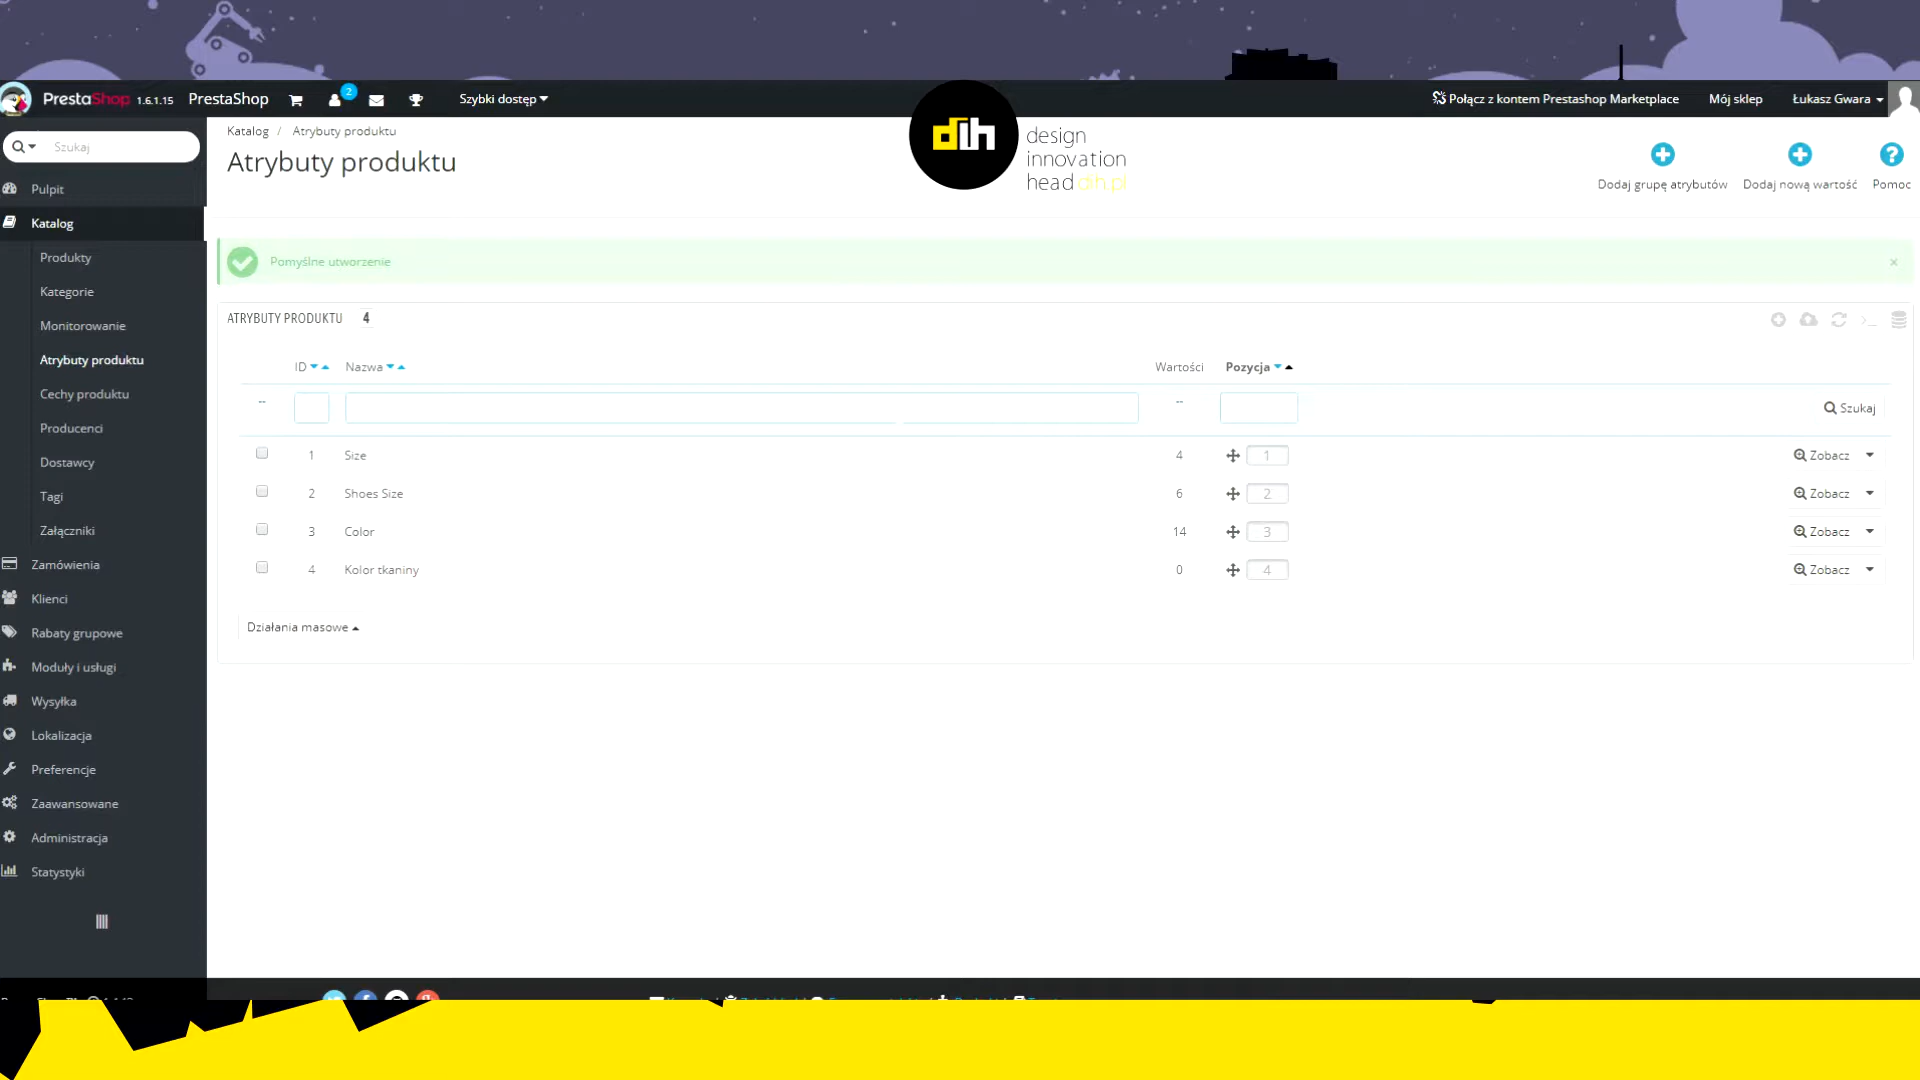 PrestaShop 1.6.1.15 PrestaShop 2 Szybki dostęp Połącz z kontem Prestashop Marketplace Mój sklep Łukasz Gwara
Szukaj
Pulpit
Katalog
Produkty
Kategorie
Monitorowanie
Atrybuty produktu
Cechy produktu
Producenci
Dostawcy
Tagi
Załączniki
Zamówienia
Klienci
Rabaty grupowe
Moduły i usługi
Wysyłka
Lokalizacja
Preferencje
Zaawansowane
Administracja
Statystyki
Katalog / Atrybuty produktu
Atrybuty produktu
dih
design
innovation
head dih.pl
Dodaj grupę atrybutów Dodaj nową wartość Pomoc
Pomyślne utworzenie ×
ATRYBUTY PRODUKTU 4
ID Nazwa Wartości Pozycja
-- -- Szukaj
1 Size 4 1 Zobacz
2 Shoes Size 6 2 Zobacz
3 Color 14 3 Zobacz
4 Kolor tkaniny 0 4 Zobacz
Działania masowe